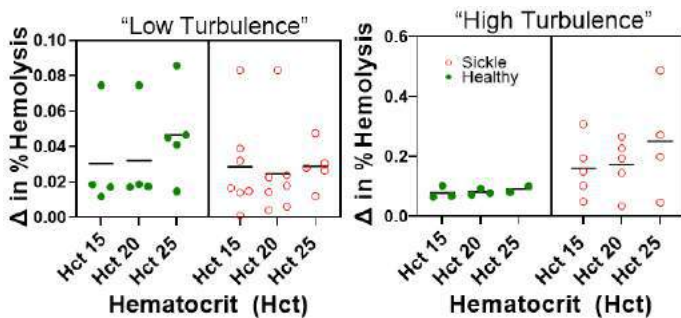 “Low Turbulence”
Δ in % Hemolysis
0.10
0.08
0.06
0.04
0.02
0.00
Hct 15
Hct 20
Hct 25
Hct 15
Hct 20
Hct 25
Hematocrit (Hct)
“High Turbulence”
Δ in % Hemolysis
0.6
0.4
0.2
0.0
Sickle
Healthy
Hct 15
Hct 20
Hct 25
Hct 15
Hct 20
Hct 25
Hematocrit (Hct)